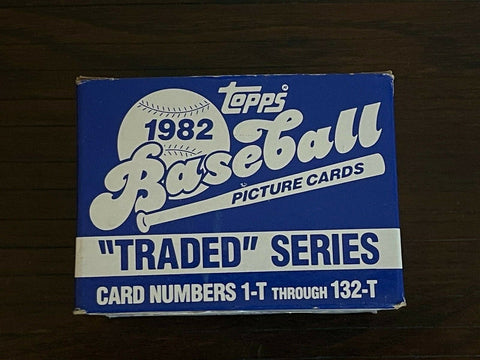 topps
1982
Baseball
PICTURE CARDS
"TRADED" SERIES
CARD NUMBERS 1-T THROUGH 132-T